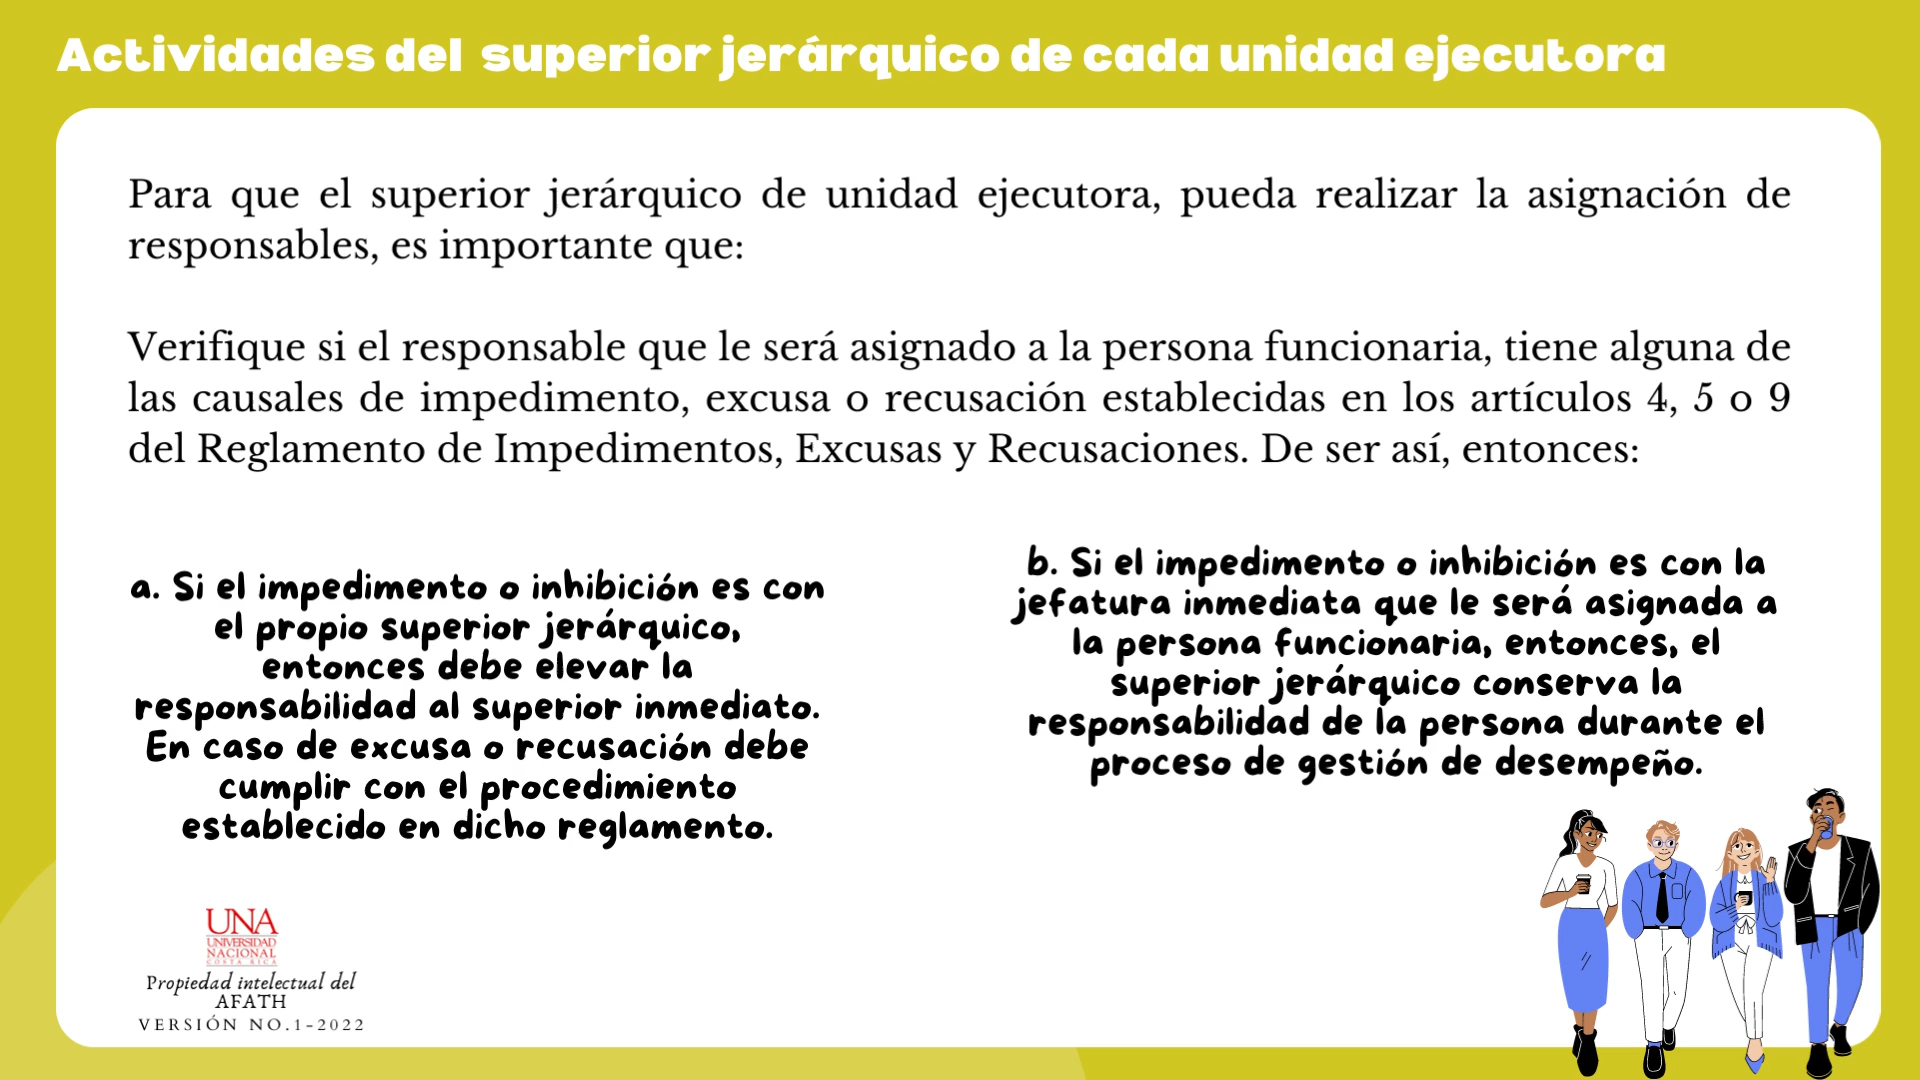 Actividades del superior jerárquico de cada unidad ejecutora
Para que el superior jerárquico de unidad ejecutora, pueda realizar la asignación de
responsables, es importante que:
Verifique si el responsable que le será asignado a la persona funcionaria, tiene alguna de
las causales de impedimento, excusa o recusación establecidas en los artículos 4, 5 o 9
del Reglamento de Impedimentos, Excusas y Recusaciones. De ser así, entonces:
a. Si el impedimento o inhibición es con
el propio superior jerárquico,
entonces debe elevar la
responsabilidad al superior inmediato.
En caso de excusa o recusación debe
cumplir con el procedimiento
establecido en dicho reglamento.
b. Si el impedimento o inhibición es con la
jefatura inmediata que le será asignada a
la persona funcionaria, entonces, el
superior jerárquico conserva la
responsabilidad de la persona durante el
proceso de gestión de desempeño.
UNA
UNIVERSIDAD
NACIONAL
COSTA RICA
Propiedad intelectual del
AFATH
VERSIÓN NO.1-2022